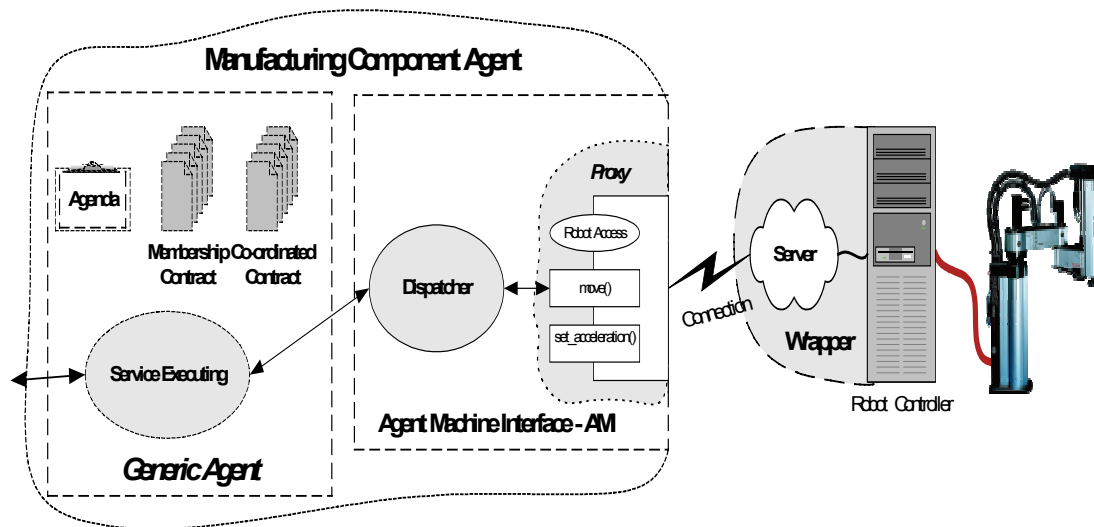 Manufacturing Component Agent
Agenda
Membership
Contract
Co-ordinated
Contract
Service Executing
Generic Agent
Dispatcher
Proxy
Robot Access
move()
set_acceleration()
Agent Machine Interface - AMI
Connection
Server
Wrapper
Robot Controller